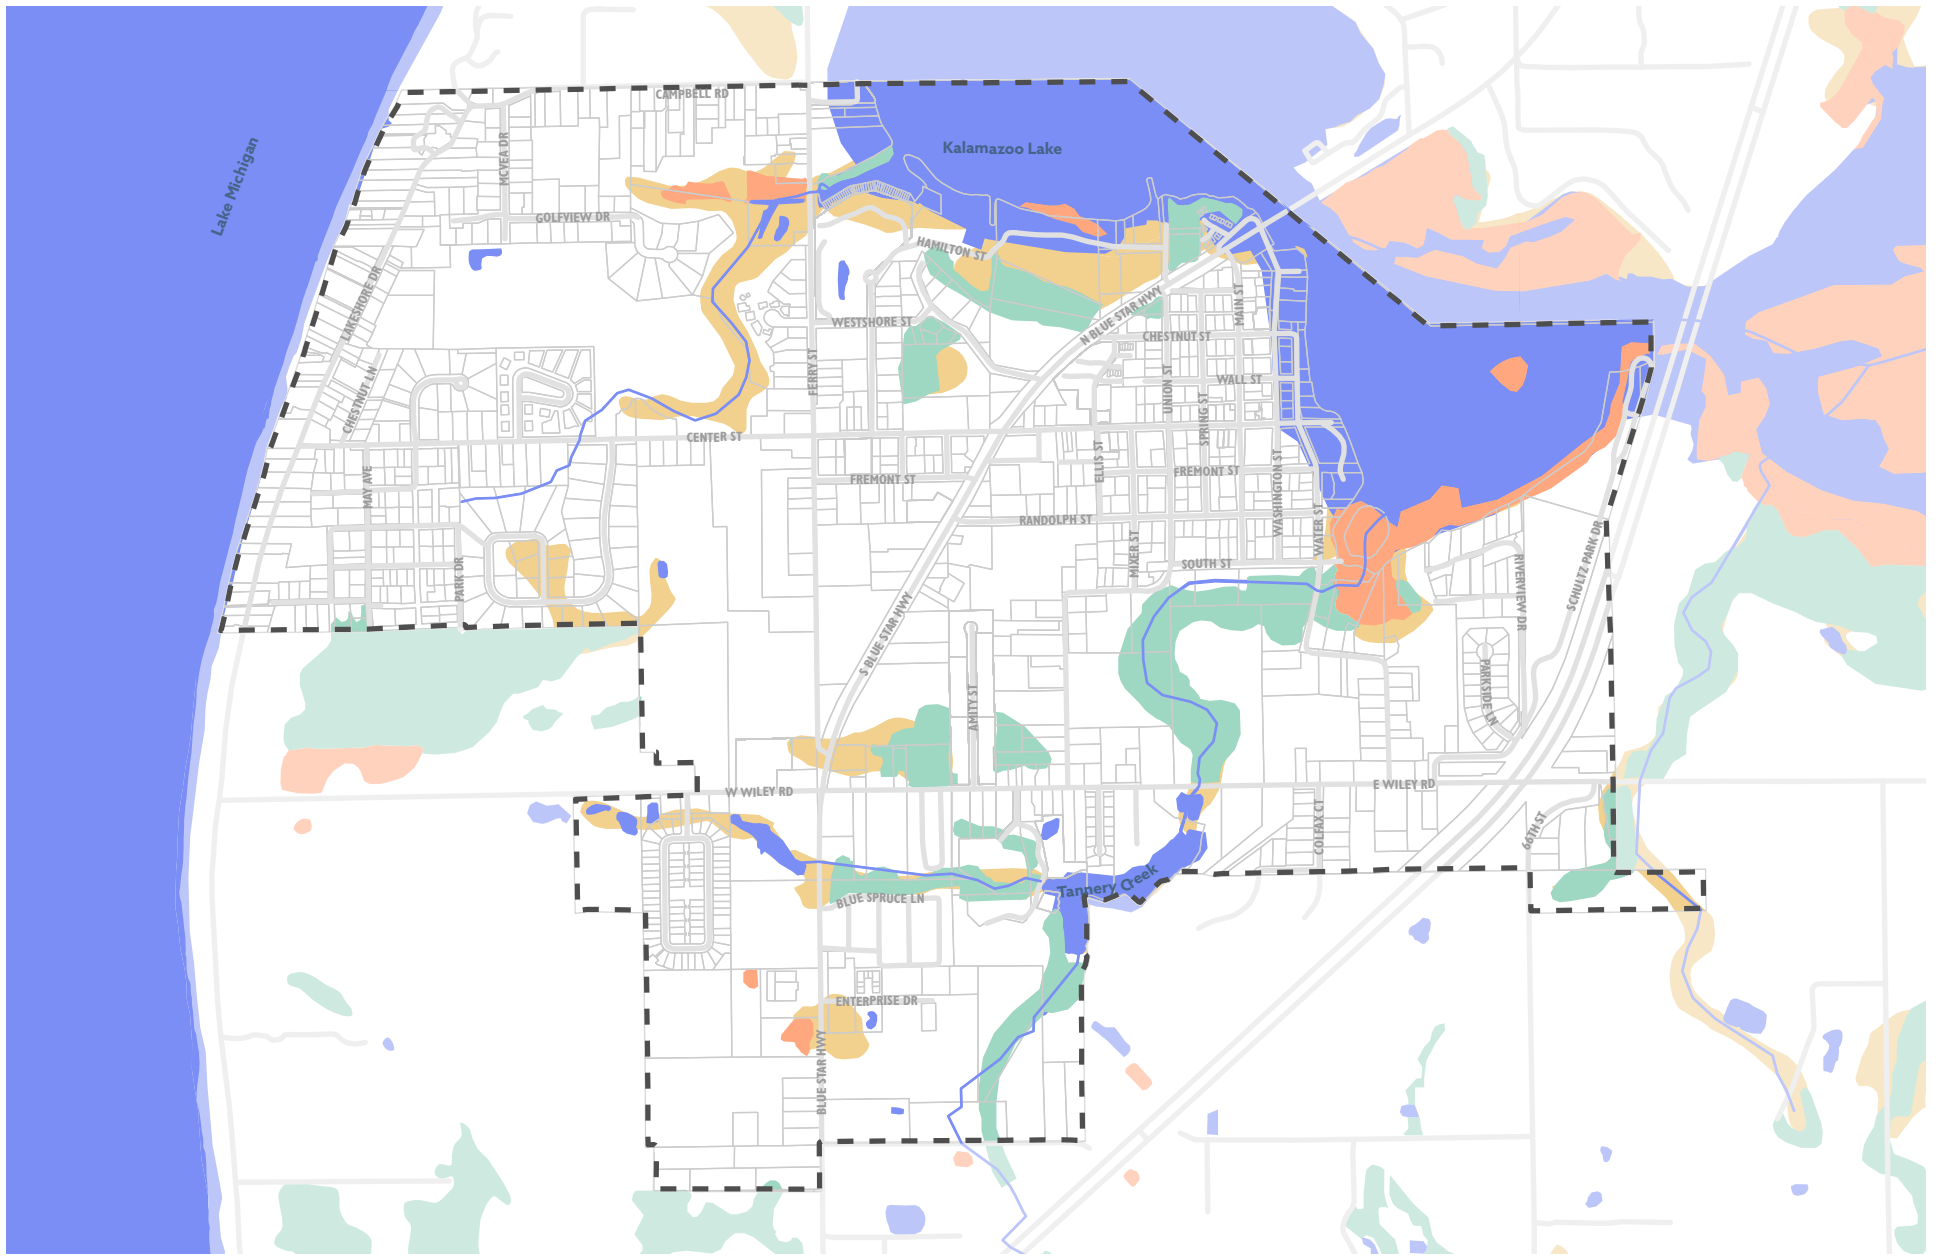 CAMPBELL RD
Lake Michigan
Kalamazoo Lake
MCVEA DR
GOLFVIEW DR
HAMILTON ST
LAKESHORE DR
N BLUE STAR HWY
MAIN ST
WESTSHORE ST
CHESTNUT ST
FERRY ST
CHESTNUT LN
UNION ST
WALL ST
SPRING ST
CENTER ST
ELLIS ST
MAY AVE
FREMONT ST
FREMONT ST
WASHINGTON ST
RANDOLPH ST
WATER ST
MIXER ST
SOUTH ST
PARK DR
RIVERVIEW DR
SCHULTZ PARK DR
S BLUE STAR HWY
AMITY ST
PARKSIDE LN
W WILEY RD
E WILEY RD
COLFAX CT
66TH ST
Tannery Creek
BLUE SPRUCE LN
ENTERPRISE DR
BLUE STAR HWY